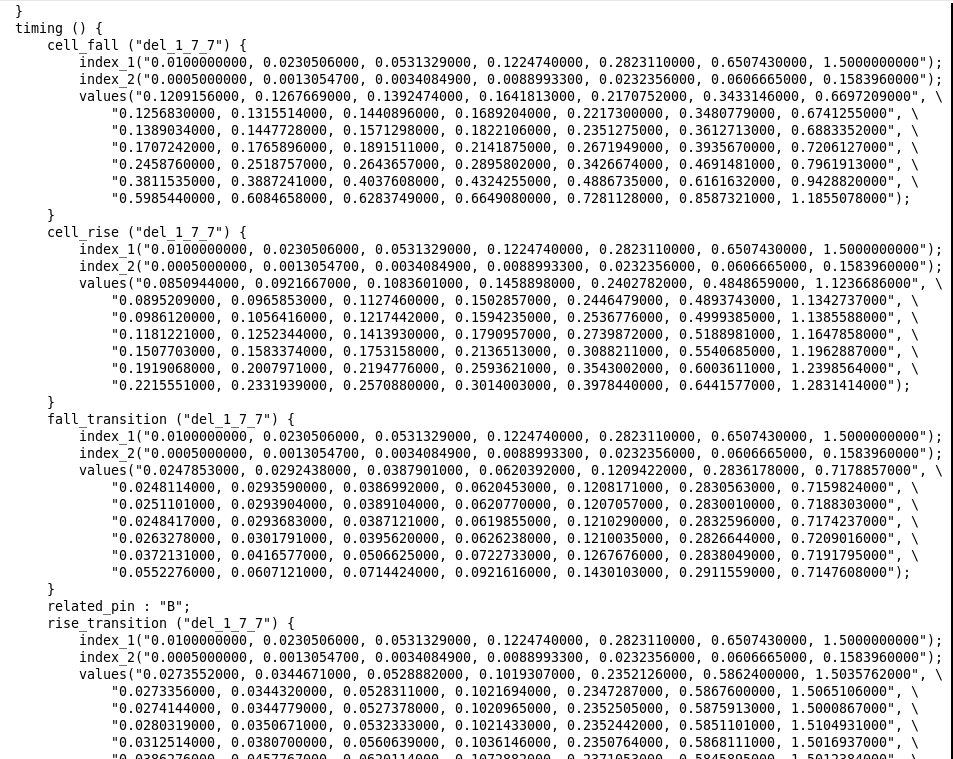 }
timing () {
cell_fall ("del_1_7_7") {
index_1("0.0100000000, 0.0230506000, 0.0531329000, 0.1224740000, 0.2823110000, 0.6507430000, 1.5000000000");
index_2("0.0005000000, 0.0013054700, 0.0034084900, 0.0088993300, 0.0232356000, 0.0606665000, 0.1583960000");
values("0.1209156000, 0.1267669000, 0.1392474000, 0.1641813000, 0.2170752000, 0.3433146000, 0.6697209000", \
"0.1256830000, 0.1315514000, 0.1440896000, 0.1689204000, 0.2217300000, 0.3480779000, 0.6741255000", \
"0.1389034000, 0.1447728000, 0.1571298000, 0.1822106000, 0.2351275000, 0.3612713000, 0.6883352000", \
"0.1707242000, 0.1765896000, 0.1891511000, 0.2141875000, 0.2671949000, 0.3935670000, 0.7206127000", \
"0.2458760000, 0.2518757000, 0.2643657000, 0.2895802000, 0.3426674000, 0.4691481000, 0.7961913000", \
"0.3811535000, 0.3887241000, 0.4037608000, 0.4324255000, 0.4886735000, 0.6161632000, 0.9428820000", \
"0.5985440000, 0.6084658000, 0.6283749000, 0.6649080000, 0.7281128000, 0.8587321000, 1.1855078000");
}
cell_rise ("del_1_7_7") {
index_1("0.0100000000, 0.0230506000, 0.0531329000, 0.1224740000, 0.2823110000, 0.6507430000, 1.5000000000");
index_2("0.0005000000, 0.0013054700, 0.0034084900, 0.0088993300, 0.0232356000, 0.0606665000, 0.1583960000");
values("0.0850944000, 0.0921667000, 0.1083601000, 0.1458898000, 0.2402782000, 0.4848659000, 1.1236686000", \
"0.0895209000, 0.0965853000, 0.1127460000, 0.1502857000, 0.2446479000, 0.4893743000, 1.1342737000", \
"0.0986120000, 0.1056416000, 0.1217442000, 0.1594235000, 0.2536776000, 0.4999385000, 1.1385588000", \
"0.1181221000, 0.1252344000, 0.1413930000, 0.1790957000, 0.2739872000, 0.5188981000, 1.1647858000", \
"0.1507703000, 0.1583374000, 0.1753158000, 0.2136513000, 0.3088211000, 0.5540685000, 1.1962887000", \
"0.1919068000, 0.2007971000, 0.2194776000, 0.2593621000, 0.3543002000, 0.6003611000, 1.2398564000", \
"0.2215551000, 0.2331939000, 0.2570880000, 0.3014003000, 0.3978440000, 0.6441577000, 1.2831414000");
}
fall_transition ("del_1_7_7") {
index_1("0.0100000000, 0.0230506000, 0.0531329000, 0.1224740000, 0.2823110000, 0.6507430000, 1.5000000000");
index_2("0.0005000000, 0.0013054700, 0.0034084900, 0.0088993300, 0.0232356000, 0.0606665000, 0.1583960000");
values("0.0247853000, 0.0292438000, 0.0387901000, 0.0620392000, 0.1209422000, 0.2836178000, 0.7178857000", \
"0.0248114000, 0.0293590000, 0.0386992000, 0.0620453000, 0.1208171000, 0.2830563000, 0.7159824000", \
"0.0251101000, 0.0293904000, 0.0389104000, 0.0620770000, 0.1207057000, 0.2830010000, 0.7188303000", \
"0.0248417000, 0.0293683000, 0.0387121000, 0.0619855000, 0.1210290000, 0.2832596000, 0.7174237000", \
"0.0263278000, 0.0301791000, 0.0395620000, 0.0626238000, 0.1210035000, 0.2826644000, 0.7209016000", \
"0.0372131000, 0.0416577000, 0.0506625000, 0.0722733000, 0.1267676000, 0.2838049000, 0.7191795000", \
"0.0552276000, 0.0607121000, 0.0714424000, 0.0921616000, 0.1430103000, 0.2911559000, 0.7147608000");
}
related_pin : "B";
rise_transition ("del_1_7_7") {
index_1("0.0100000000, 0.0230506000, 0.0531329000, 0.1224740000, 0.2823110000, 0.6507430000, 1.5000000000");
index_2("0.0005000000, 0.0013054700, 0.0034084900, 0.0088993300, 0.0232356000, 0.0606665000, 0.1583960000");
values("0.0273552000, 0.0344671000, 0.0528882000, 0.1019307000, 0.2352126000, 0.5862400000, 1.5035762000", \
"0.0273356000, 0.0344320000, 0.0528311000, 0.1021694000, 0.2347287000, 0.5867600000, 1.5065106000", \
"0.0274144000, 0.0344779000, 0.0527378000, 0.1020965000, 0.2352505000, 0.5875913000, 1.5000867000", \
"0.0280319000, 0.0350671000, 0.0532333000, 0.1021433000, 0.2352442000, 0.5851101000, 1.5104931000", \
"0.0312514000, 0.0380700000, 0.0560639000, 0.1036146000, 0.2350764000, 0.5868111000, 1.5016937000", \